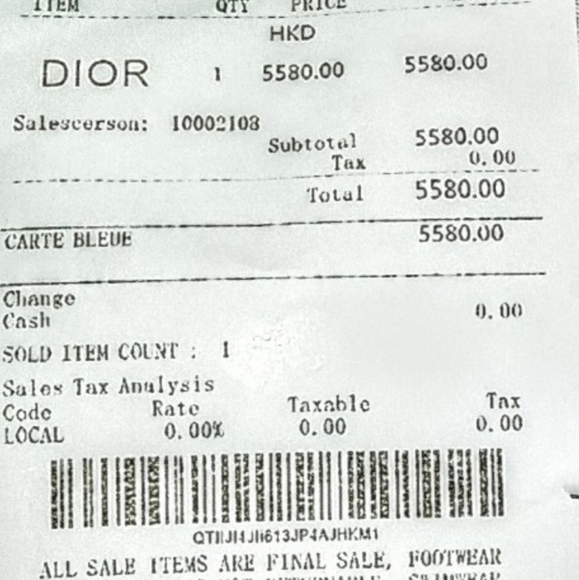 ITEM QTY PRICE
HKD
DIOR 1 5580.00 5580.00
Salescerson: 10002108
Subtotal 5580.00
Tax 0.00
Total 5580.00
CARTE BLEUE 5580.00
Change
Cash 0.00
SOLD ITEM COUNT : 1
Sales Tax Analysis
Code Rate Taxable Tax
LOCAL 0.00% 0.00 0.00
ALL SALE ITEMS ARE FINAL SALE, FOOTWEAR